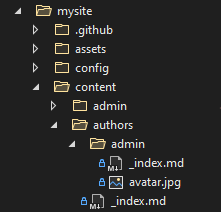 mysite
.github
assets
config
content
admin
authors
admin
_index.md
avatar.jpg
_index.md